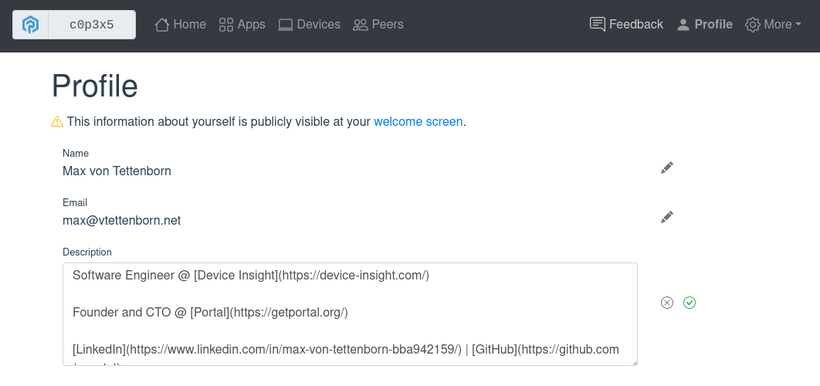 c0p3x5 Home Apps Devices Peers Feedback Profile More
Profile
This information about yourself is publicly visible at your welcome screen.
Name
Max von Tettenborn
Email
max@vtettenborn.net
Description
Software Engineer @ [Device Insight](https://device-insight.com/)
Founder and CTO @ [Portal](https://getportal.org/)
[LinkedIn](https://www.linkedin.com/in/max-von-tettenborn-bba942159/) | [GitHub](https://github.com